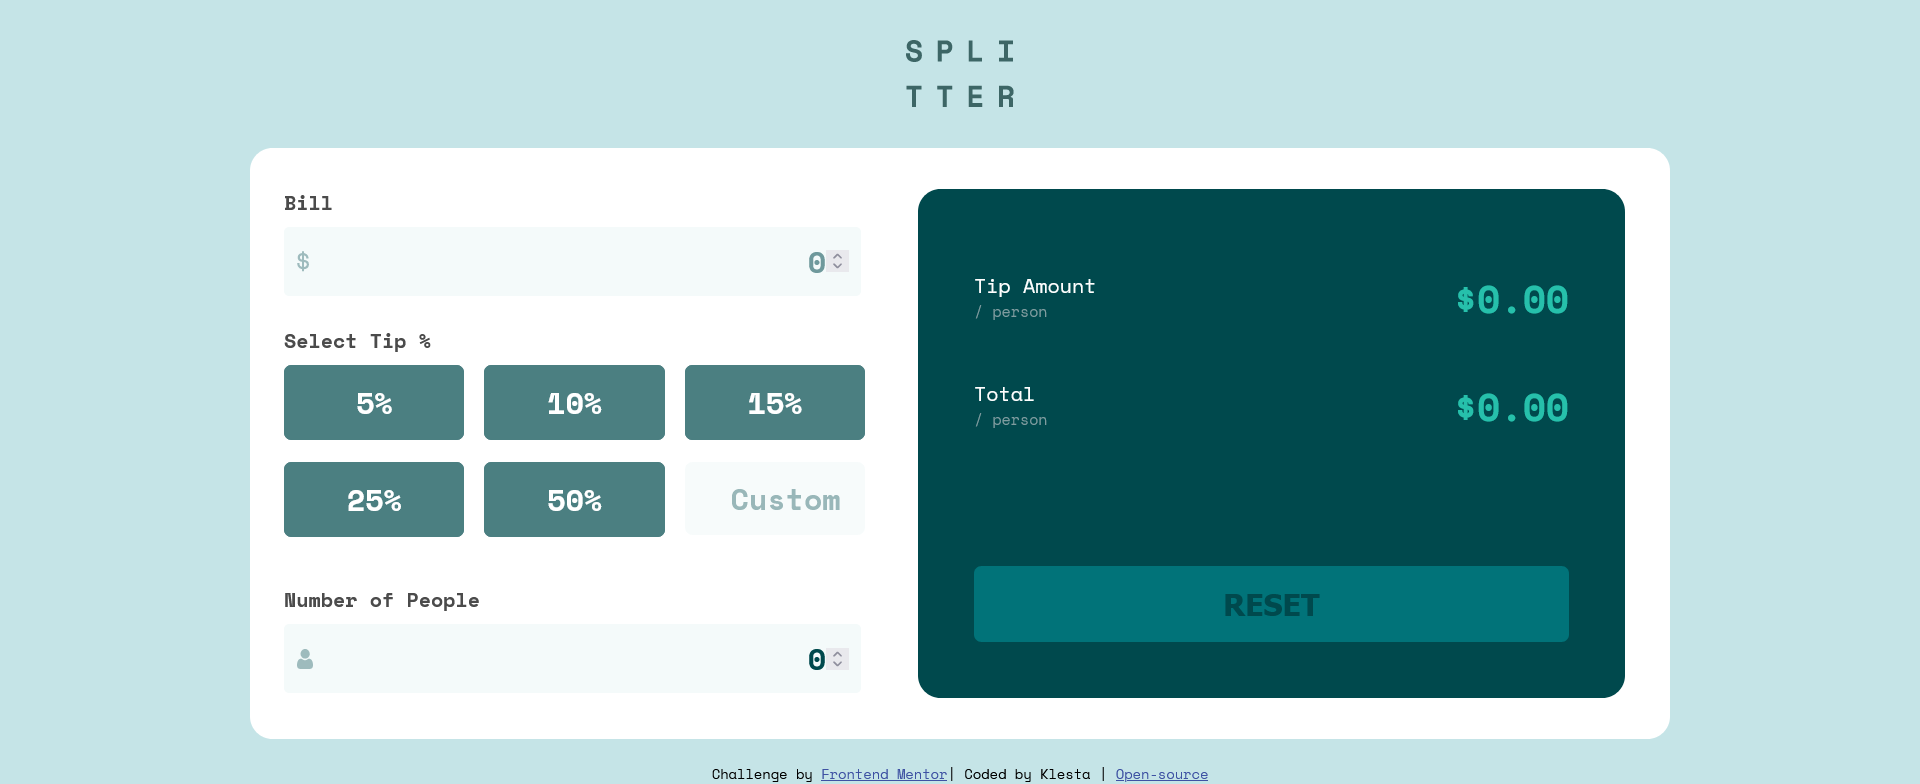 SPLI
TTER
Bill
$ 0
Select Tip %
5% 10% 15%
25% 50% Custom
Number of People
0
Tip Amount
/ person
$0.00
Total
/ person
$0.00
RESET
Challenge by Frontend Mentor| Coded by Klesta | Open-source